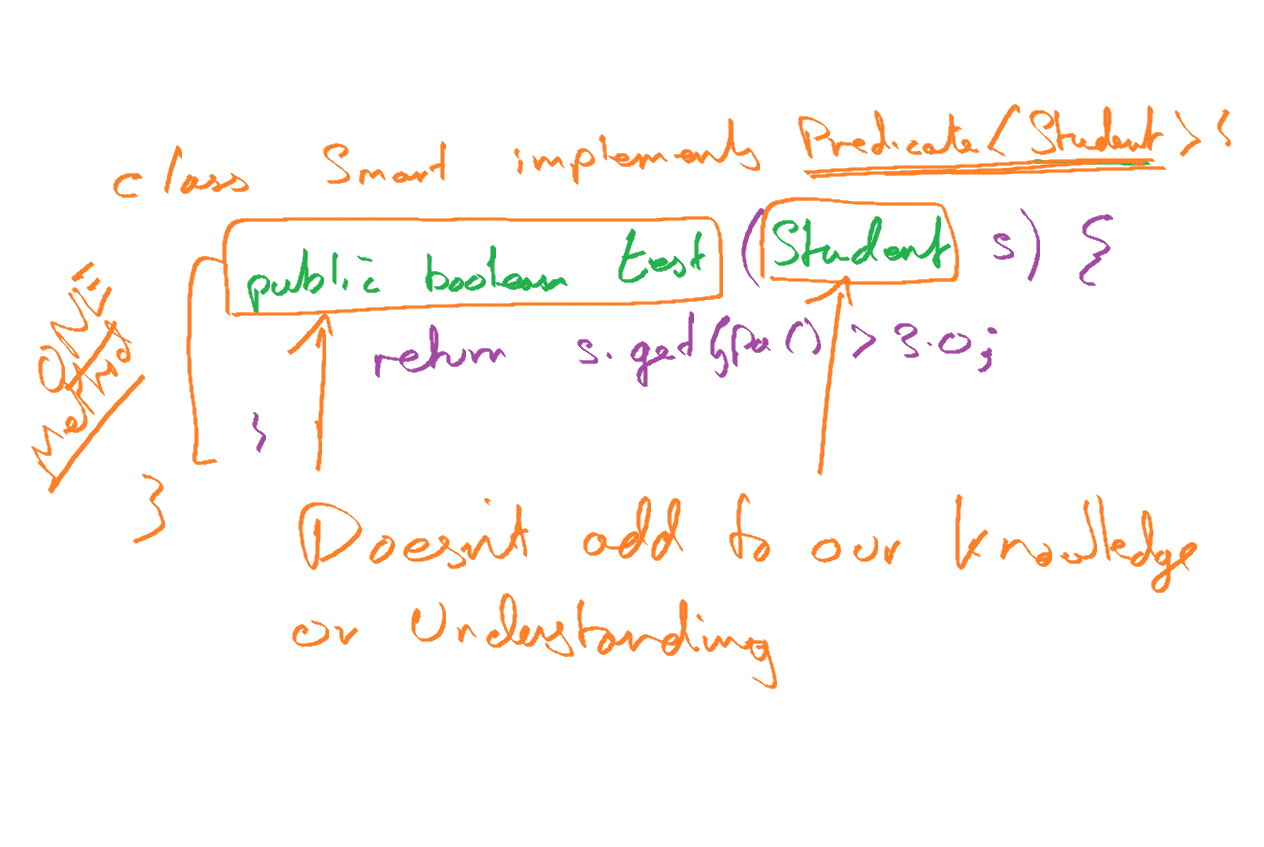 class Smart implements Predicate<Student> {
public boolean test (Student s) {
return s.getGpa() > 3.0;
}
}
ONE
Method
Doesn't add to our knowledge
or Understanding